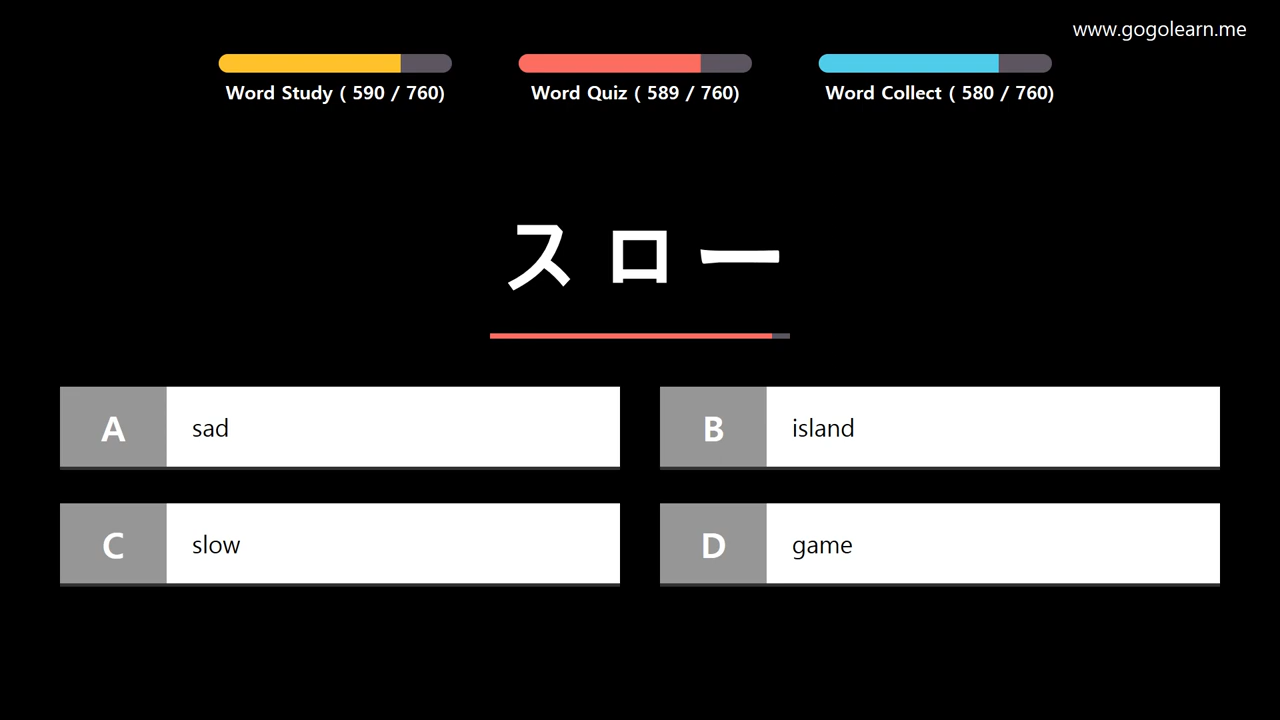 www.gogolearn.me
Word Study ( 590 / 760)
Word Quiz ( 589 / 760)
Word Collect ( 580 / 760)
スロー
A sad
B island
C slow
D game